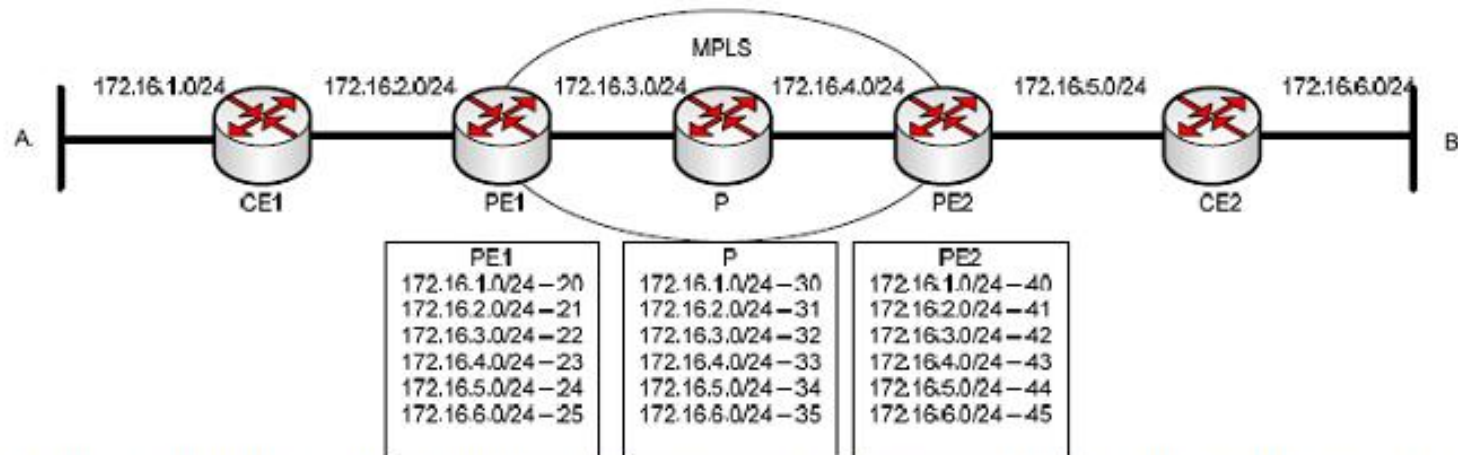 MPLS
172.16.1.0/24 172.16.2.0/24 172.16.3.0/24 172.16.4.0/24 172.16.5.0/24 172.16.6.0/24
A. B
CE1 PE1 P PE2 CE2
PE1
172.16.1.0/24–20
172.16.2.0/24–21
172.16.3.0/24–22
172.16.4.0/24–23
172.16.5.0/24–24
172.16.6.0/24–25
P
172.16.1.0/24–30
172.16.2.0/24–31
172.16.3.0/24–32
172.16.4.0/24–33
172.16.5.0/24–34
172.16.6.0/24–35
PE2
172.16.1.0/24–40
172.16.2.0/24–41
172.16.3.0/24–42
172.16.4.0/24–43
172.16.5.0/24–44
172.16.6.0/24–45